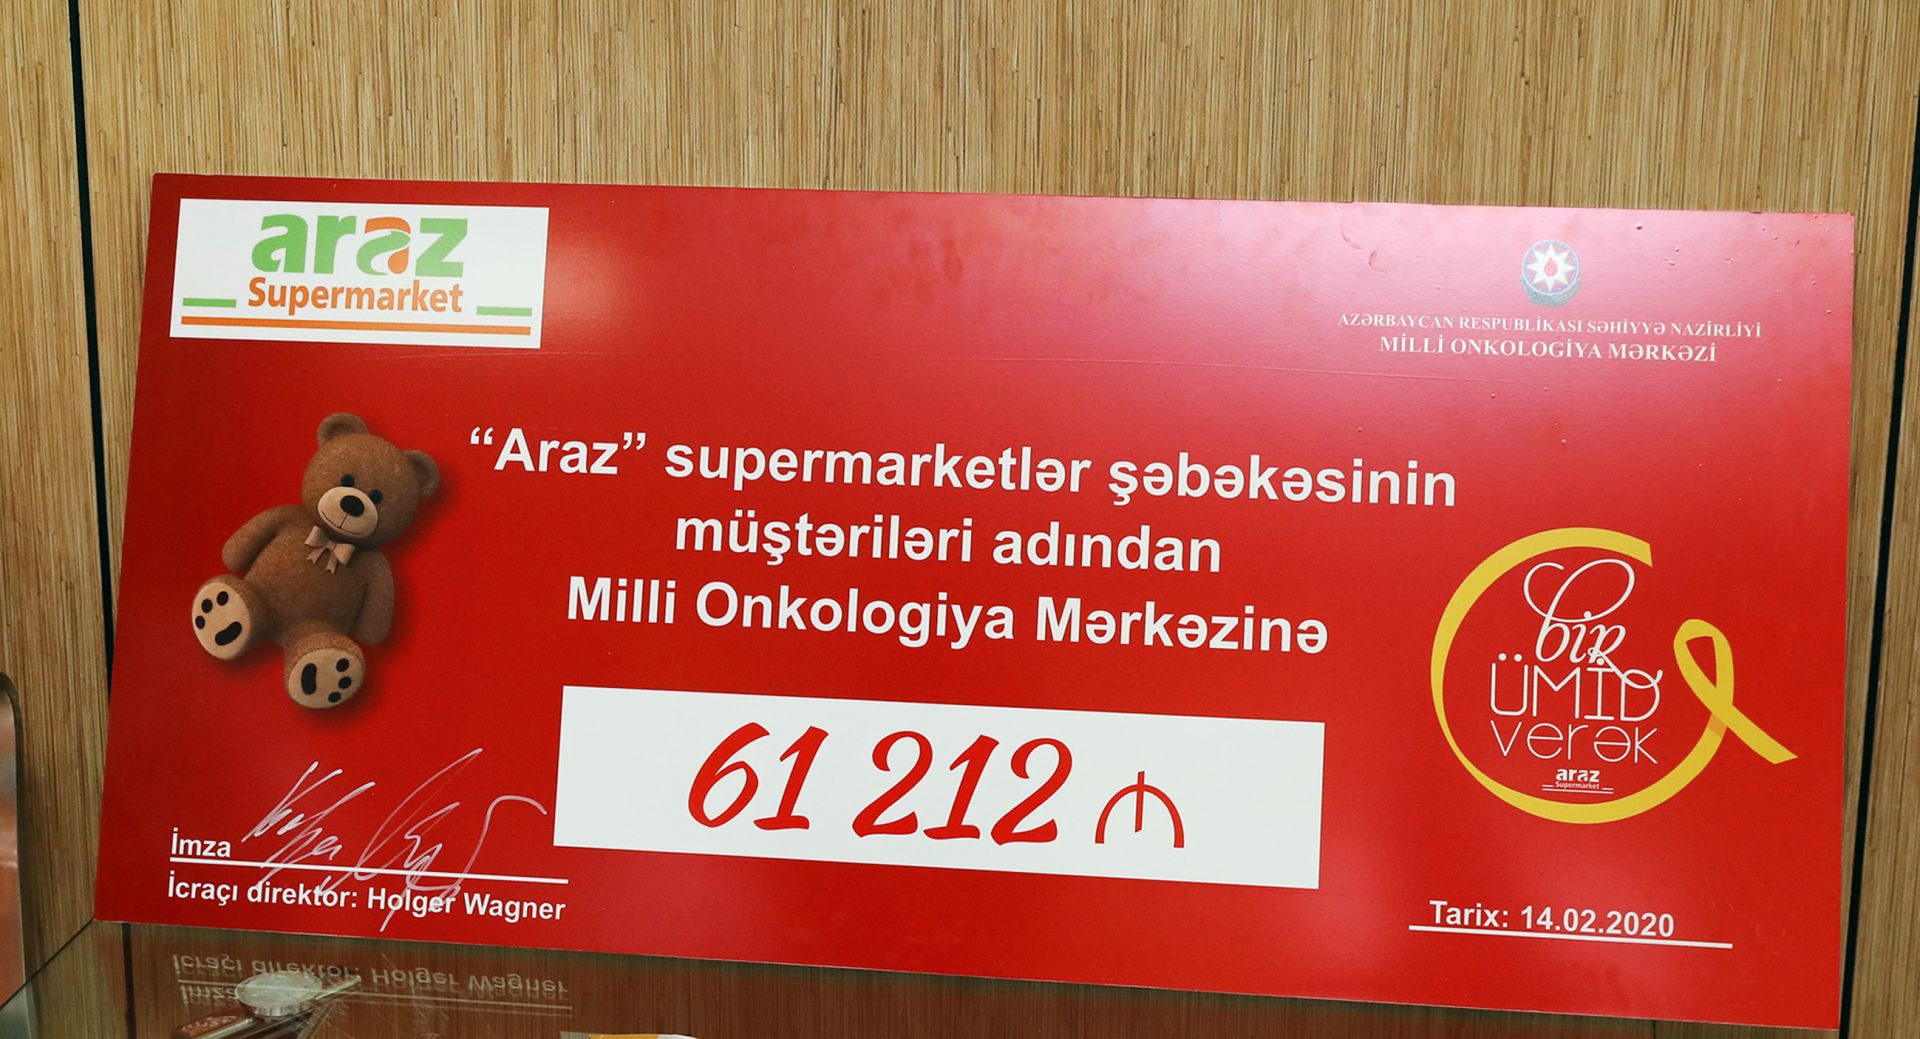 araz
Supermarket
AZƏRBAYCAN RESPUBLİKASI SƏHİYYƏ NAZİRLİYİ
MİLLİ ONKOLOGİYA MƏRKƏZİ
“Araz” supermarketlər şəbəkəsinin
müştəriləri adından
Milli Onkologiya Mərkəzinə
61 212 ₼
bir
ÜMİD
verək
araz
Supermarket
İmza
İcraçı direktor: Holger Wagner
Tarix: 14.02.2020